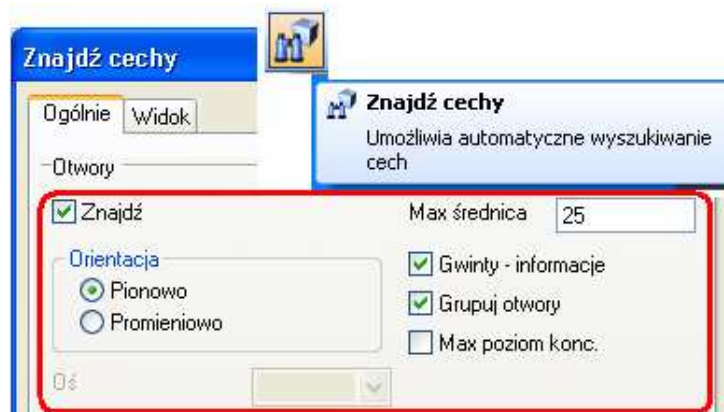 Znajdź cechy
Ogólnie
Widok
Znajdź cechy
Umożliwia automatyczne wyszukiwanie
cech
Otwory
Znajdź
Max średnica
25
Orientacja
Pionowo
Promieniowo
Gwinty - informacje
Grupuj otwory
Max poziom konc.
Oś